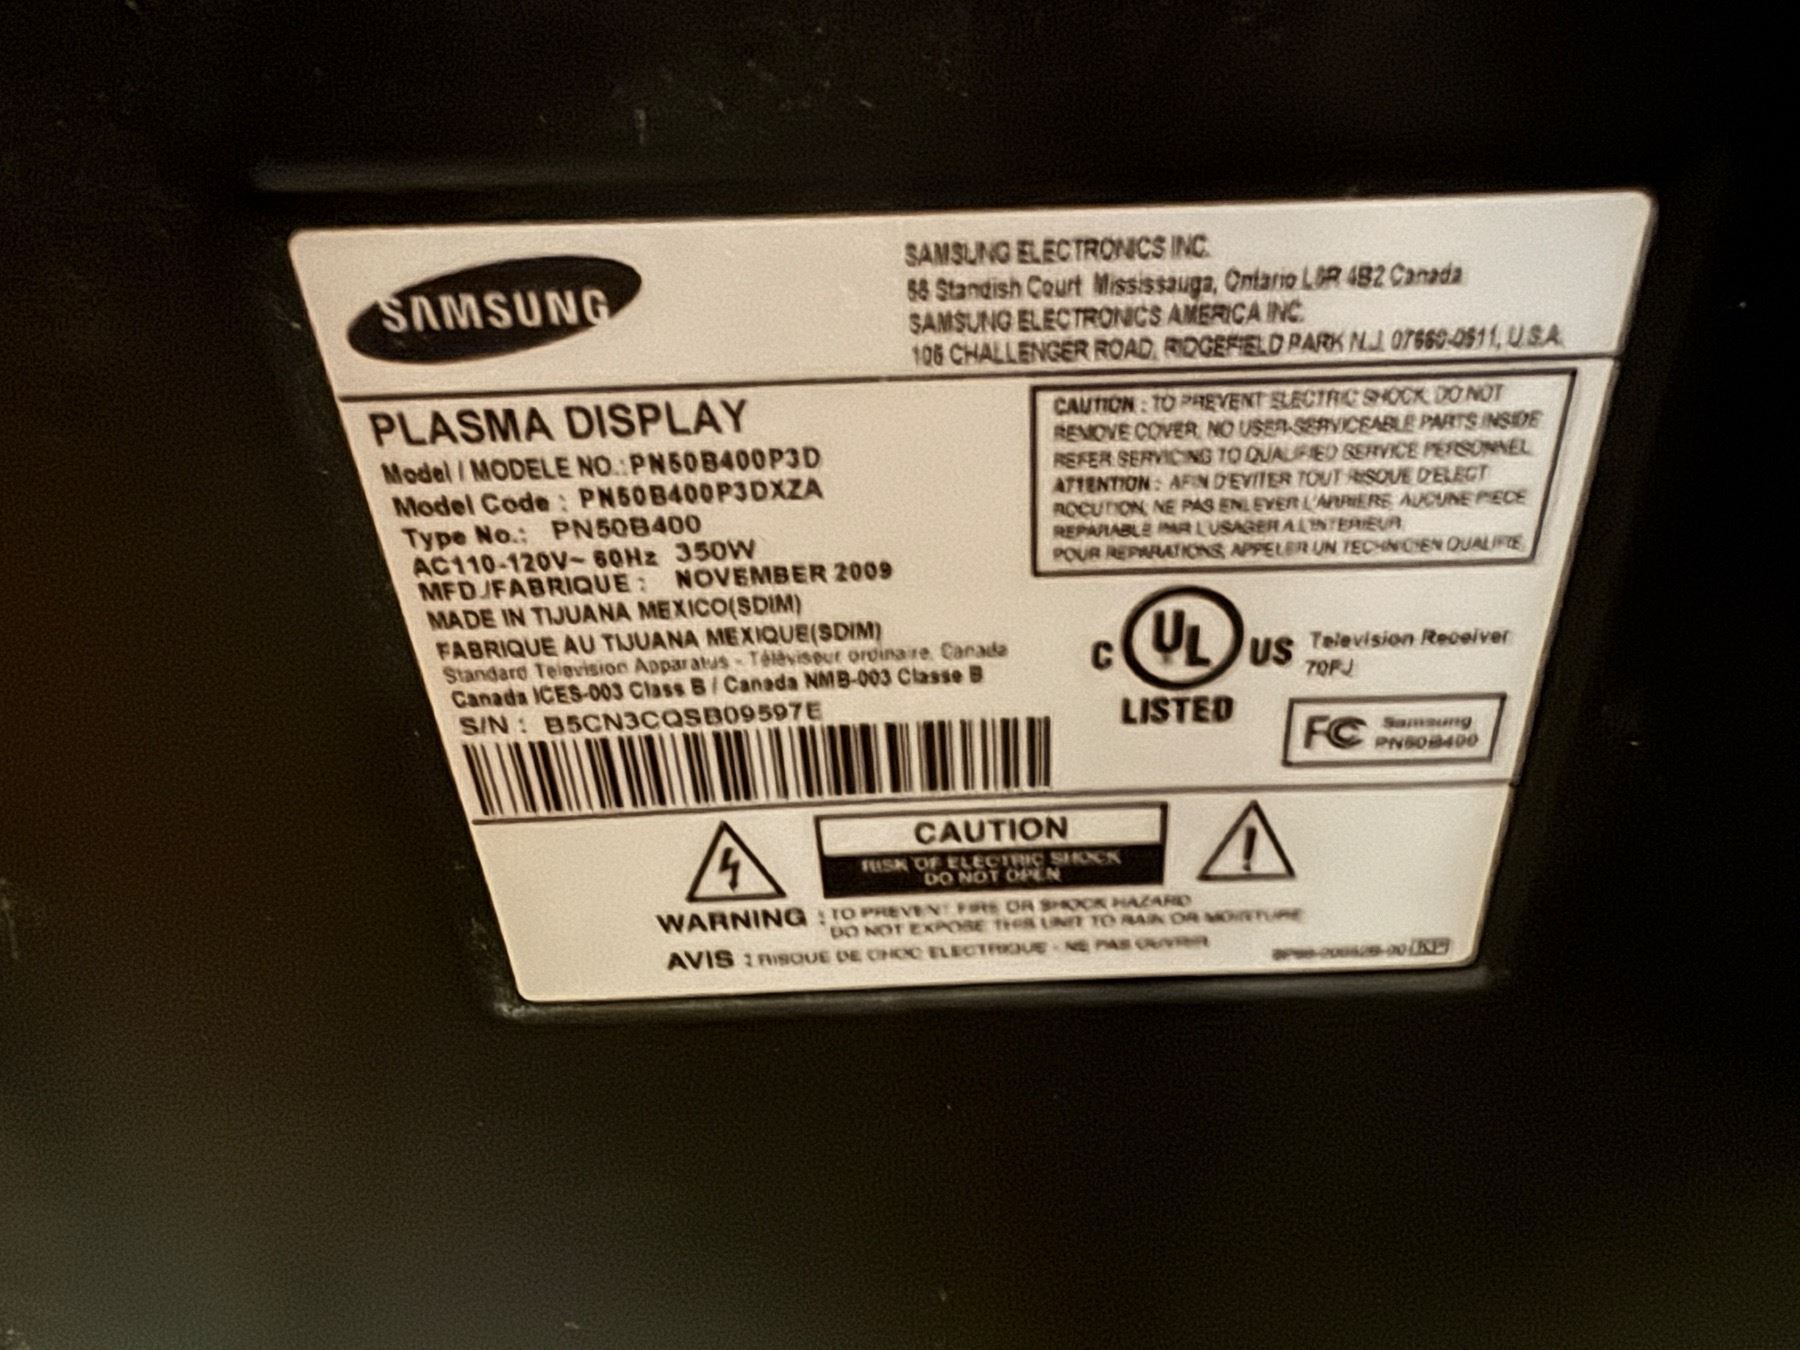 SAMSUNG
SAMSUNG ELECTRONICS INC.
Standish Court Mississauga, Ontario 4B2 Canada
SAMSUNG ELECTRONICS AMERICA INC.
105 CHALLENGER ROAD, RIDGEFIELD PARK N.J. U.S.A.
PLASMA DISPLAY
Model / MODELE NO.:PN50B400P3D
Model Code : PN50B400P3DXZA
Type No.: PN50B400
AC110-120V~ 60Hz 350W
MFD./FABRIQUE : NOVEMBER 2009
MADE IN TIJUANA MEXICO(SDIM)
FABRIQUE AU TIJUANA MEXIQUE(SDIM)
Standard Television Apparatus - Téléviseur ordinaire, Canada
Canada ICES-003 Class B / Canada NMB-003 Classe B
S/N : B5CN3CQSB09597E
CAUTION : TO PREVENT ELECTRIC SHOCK, DO NOT
REMOVE COVER, NO USER-SERVICEABLE PARTS INSIDE
REFER SERVICING TO QUALIFIED SERVICE PERSONNEL
ATTENTION : AFIN D'EVITER TOUT RISQUE D'ELECT
ROCUTION, NE PAS ENLEVER L'ARRIERE, AUCUNE PIECE
REPARABLE PAR L'USAGER A L'INTERIEUR
POUR REPARATIONS, APPELER UN TECHNICIEN QUALIFIE
C UL US
LISTED
Television Receiver
70FJ
FC Samsung
PN50B400
CAUTION
RISK OF ELECTRIC SHOCK
DO NOT OPEN
WARNING : TO PREVENT FIRE OR SHOCK HAZARD
DO NOT EXPOSE THIS UNIT TO RAIN OR MOISTURE
AVIS : RISQUE DE CHOC ELECTRIQUE - NE PAS OUVRIR
KP